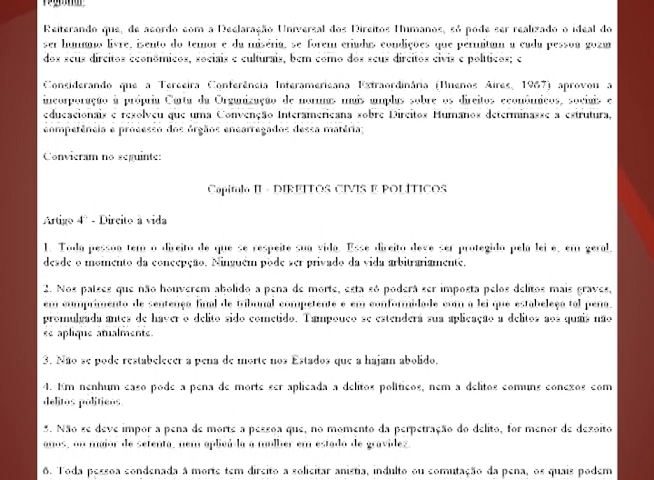 regional;
Reiterando que, de acordo com a Declaração Universal dos Direitos Humanos, só pode ser realizado o ideal do
ser humano livre, isento do temor e da miséria, se forem criadas condições que permitam a cada pessoa gozar
dos seus direitos econômicos, sociais e culturais, bem como dos seus direitos civis e políticos; e
Considerando que a Terceira Conferência Interamericana Extraordinária (Buenos Aires, 1967) aprovou a
incorporação à própria Carta da Organização de normas mais amplas sobre os direitos econômicos, sociais e
educacionais e resolveu que uma Convenção Interamericana sobre Direitos Humanos determinasse a estrutura,
competência e processo dos órgãos encarregados dessa matéria;
Convieram no seguinte:
Capítulo II - DIREITOS CIVIS E POLÍTICOS
Artigo 4º - Direito à vida
1. Toda pessoa tem o direito de que se respeite sua vida. Esse direito deve ser protegido pela lei e, em geral,
desde o momento da concepção. Ninguém pode ser privado da vida arbitrariamente.
2. Nos países que não houverem abolido a pena de morte, esta só poderá ser imposta pelos delitos mais graves,
em cumprimento de sentença final de tribunal competente e em conformidade com a lei que estabeleça tal pena,
promulgada antes de haver o delito sido cometido. Tampouco se estenderá sua aplicação a delitos aos quais não
se aplique atualmente.
3. Não se pode restabelecer a pena de morte nos Estados que a hajam abolido.
4. Em nenhum caso pode a pena de morte ser aplicada a delitos políticos, nem a delitos comuns conexos com
delitos políticos.
5. Não se deve impor a pena de morte a pessoa que, no momento da perpetração do delito, for menor de dezoito
anos, ou maior de setenta, nem aplicá-la a mulher em estado de gravidez.
6. Toda pessoa condenada à morte tem direito a solicitar anistia, indulto ou comutação da pena, os quais podem